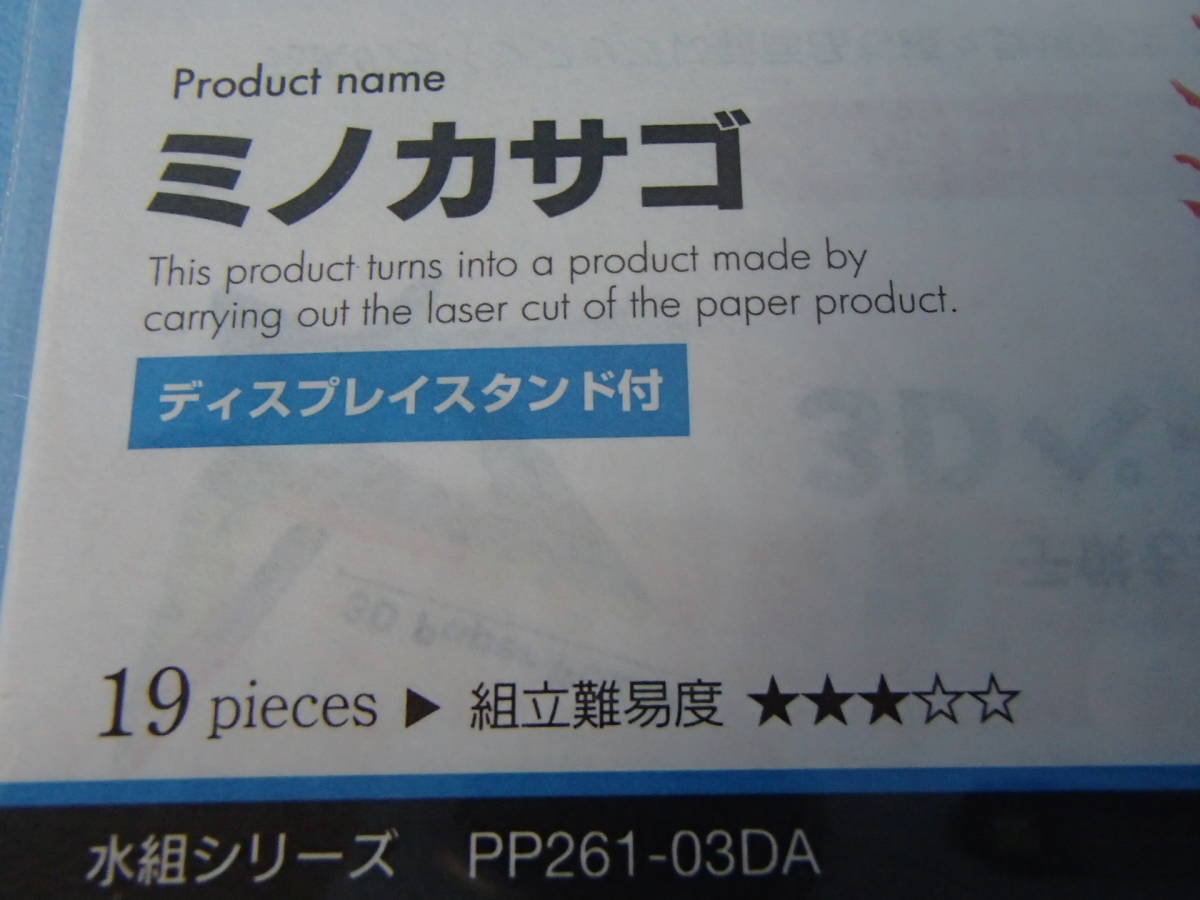 Product name
ミノカサゴ
This product turns into a product made by
carrying out the laser cut of the paper product.
ディスプレイスタンド付
19 pieces ▶ 組立難易度 ★★★☆☆
水組シリーズ PP261-03DA